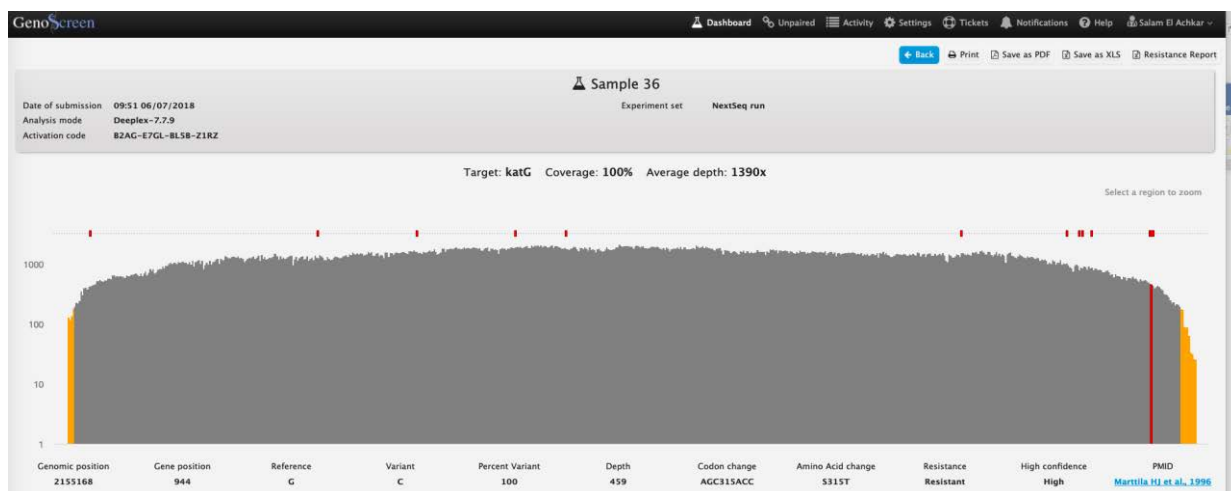 GenoScreen Dashboard Unpaired Activity Settings Tickets Notifications Help Salam El Achkar
Back Print Save as PDF Save as XLS Resistance Report
Sample 36
Date of submission 09:51 06/07/2018 Experiment set NextSeq run
Analysis mode Deeplex-7.7.9
Activation code B2AG-E7GL-BL5B-Z1RZ
Target: katG Coverage: 100% Average depth: 1390x
Select a region to zoom
1000
100
10
1
Genomic position Gene position Reference Variant Percent Variant Depth Codon change Amino Acid change Resistance High confidence PMID
2155168 944 G C 100 459 AGC315ACC S315T Resistant High Marttila HJ et al., 1996